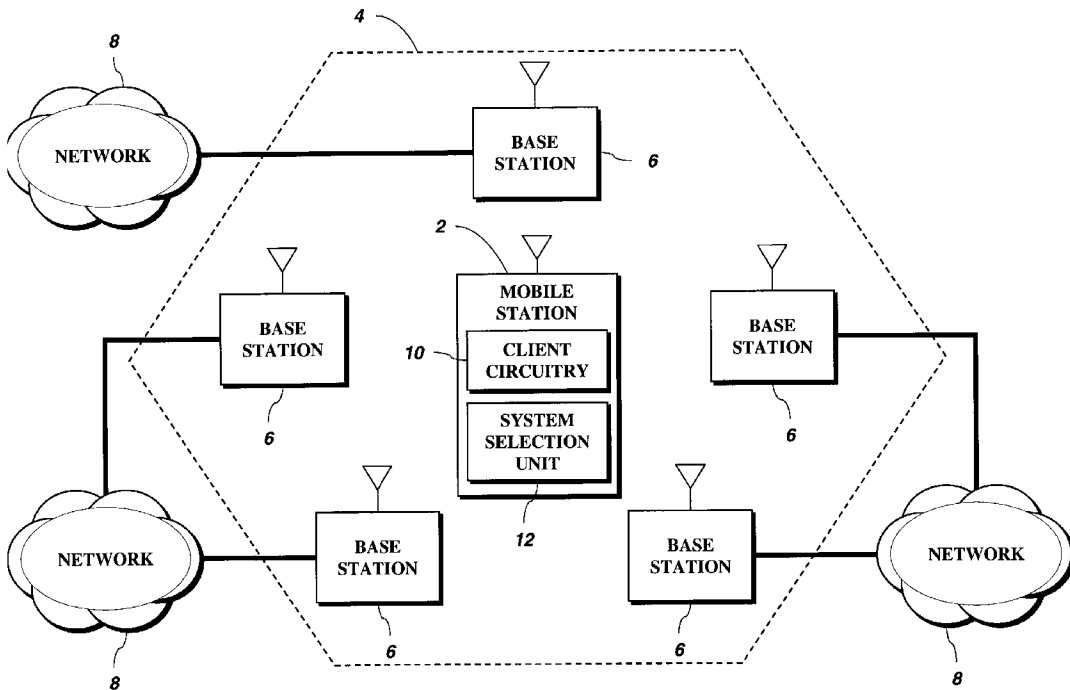 4
8
NETWORK
BASE
STATION
6
2
MOBILE
STATION
10
CLIENT
CIRCUITRY
SYSTEM
SELECTION
UNIT
12
BASE
STATION
6
BASE
STATION
6
NETWORK
8
BASE
STATION
6
BASE
STATION
6
NETWORK
8